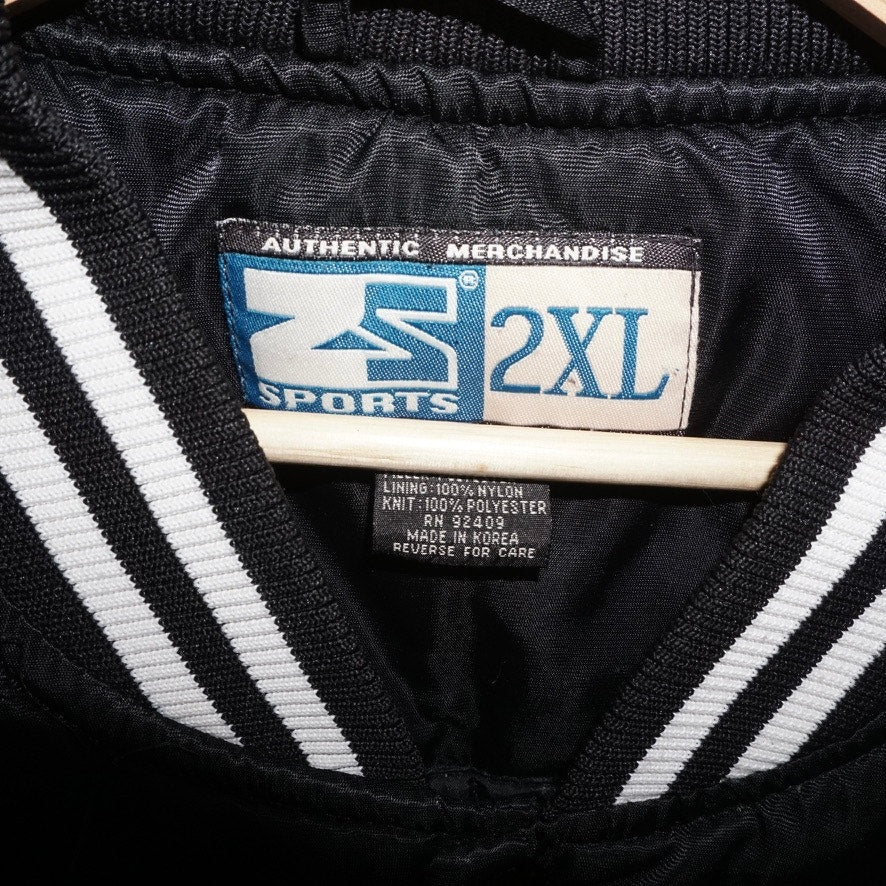 AUTHENTIC MERCHANDISE
®
SPORTS
2XL
LINING: 100% NYLON
KNIT: 100% POLYESTER
RN 92409
MADE IN KOREA
REVERSE FOR CARE